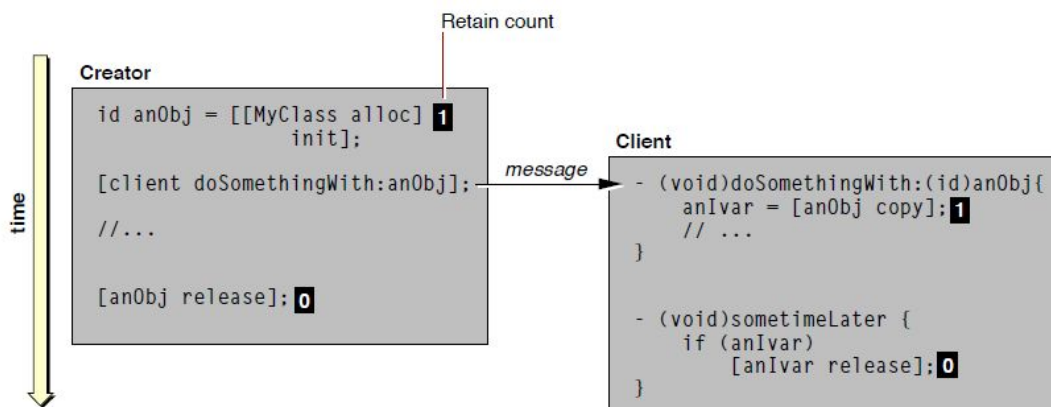 Retain count
time
Creator
id anObj = [[MyClass alloc] 1
init];
[client doSomethingWith:anObj];
//...
[anObj release]; 0
message
Client
- (void)doSomethingWith:(id)anObj{
anIvar = [anObj copy]; 1
// ...
}
- (void)sometimeLater {
if (anIvar)
[anIvar release]; 0
}